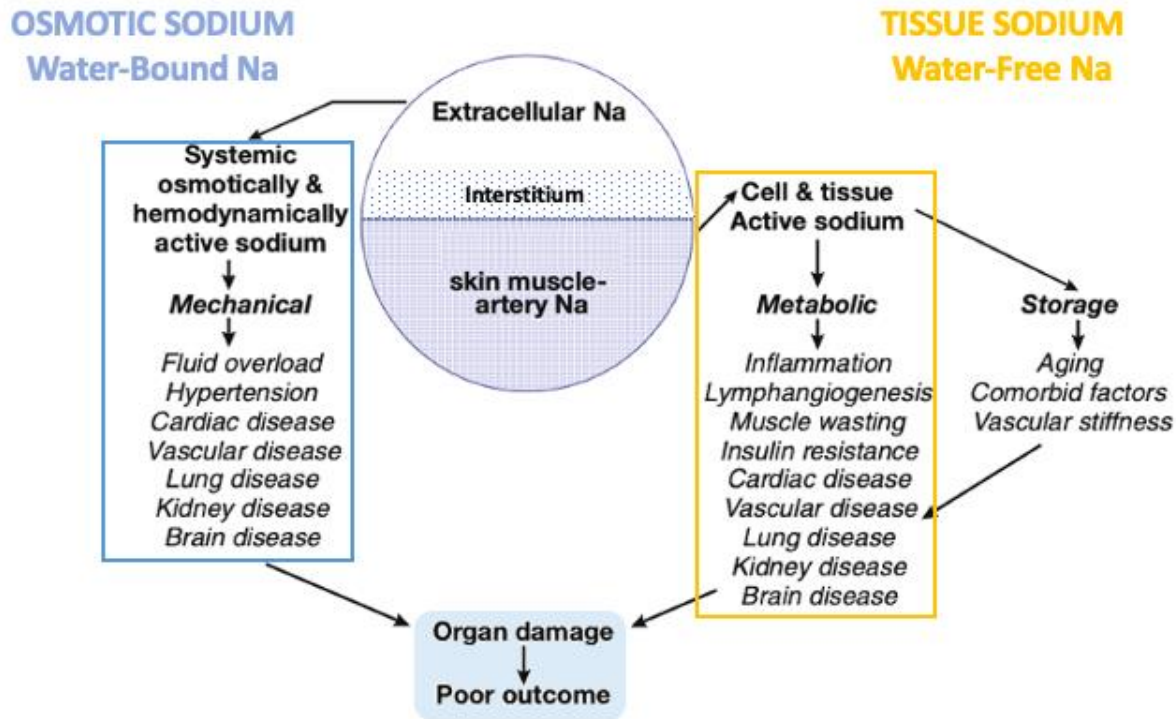 OSMOTIC SODIUM
Water-Bound Na
TISSUE SODIUM
Water-Free Na
Extracellular Na
Interstitium
skin muscle-
artery Na
Systemic
osmotically &
hemodynamically
active sodium
Mechanical
Fluid overload
Hypertension
Cardiac disease
Vascular disease
Lung disease
Kidney disease
Brain disease
Cell & tissue
Active sodium
Metabolic
Inflammation
Lymphangiogenesis
Muscle wasting
Insulin resistance
Cardiac disease
Vascular disease
Lung disease
Kidney disease
Brain disease
Storage
Aging
Comorbid factors
Vascular stiffness
Organ damage
Poor outcome